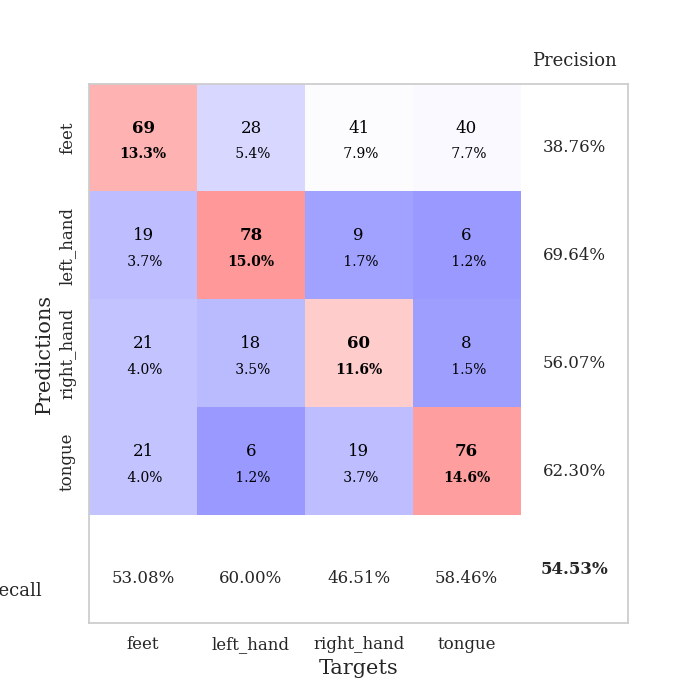 Precision
feet
69 28 41 40 38.76%
13.3% 5.4% 7.9% 7.7%
left_hand
19 78 9 6 69.64%
3.7% 15.0% 1.7% 1.2%
Predictions
right_hand
21 18 60 8 56.07%
4.0% 3.5% 11.6% 1.5%
tongue
21 6 19 76 62.30%
4.0% 1.2% 3.7% 14.6%
ecall 53.08% 60.00% 46.51% 58.46% 54.53%
feet left_hand right_hand tongue
Targets